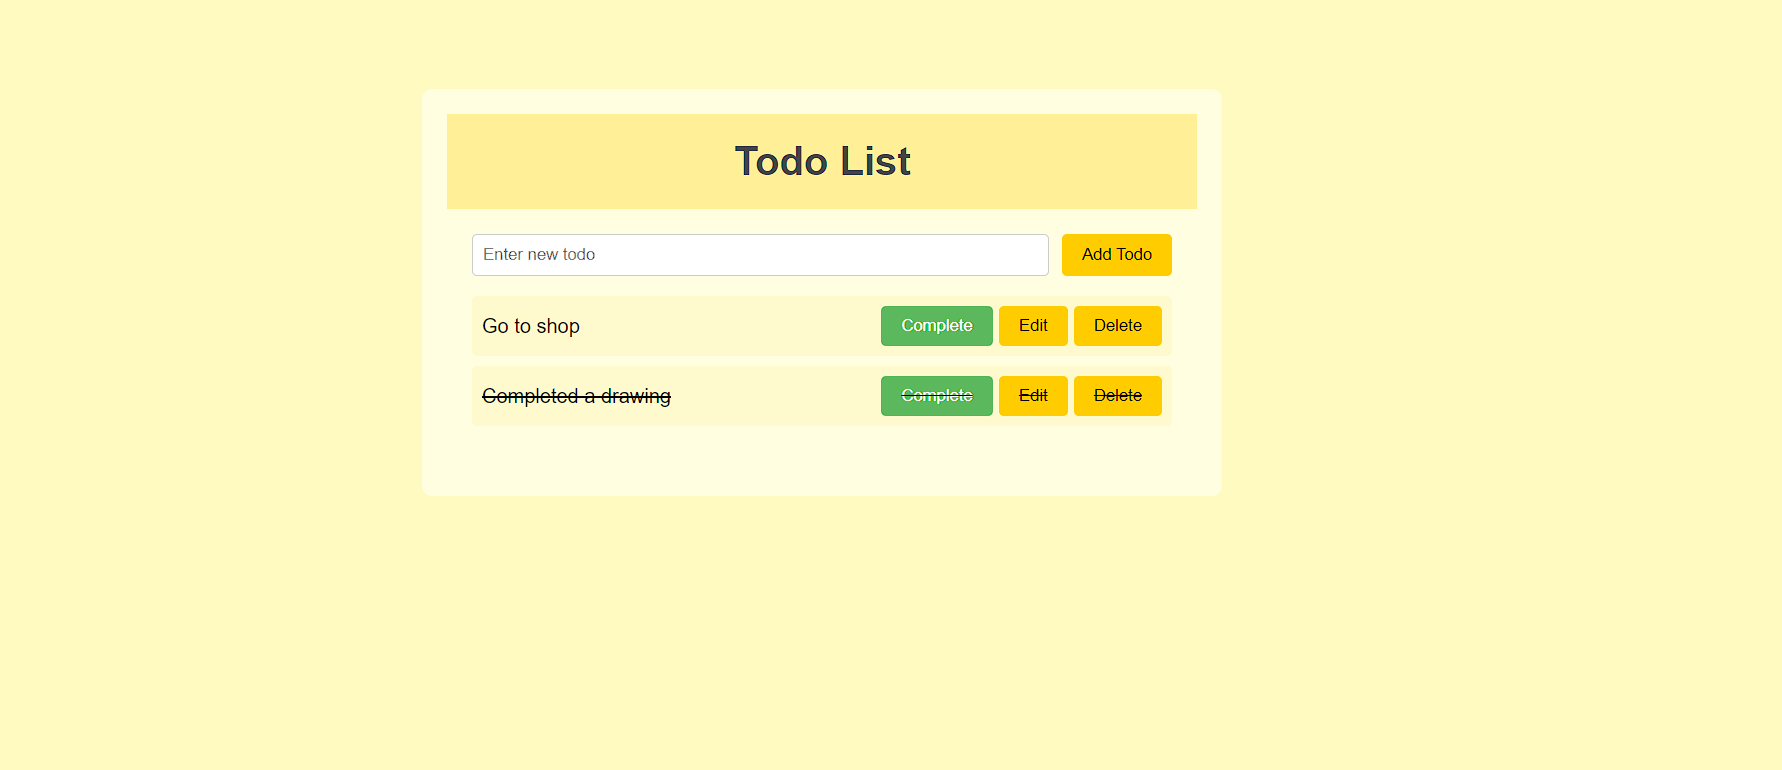 Todo List
Enter new todo Add Todo
Go to shop Complete Edit Delete
Completed a drawing Complete Edit Delete